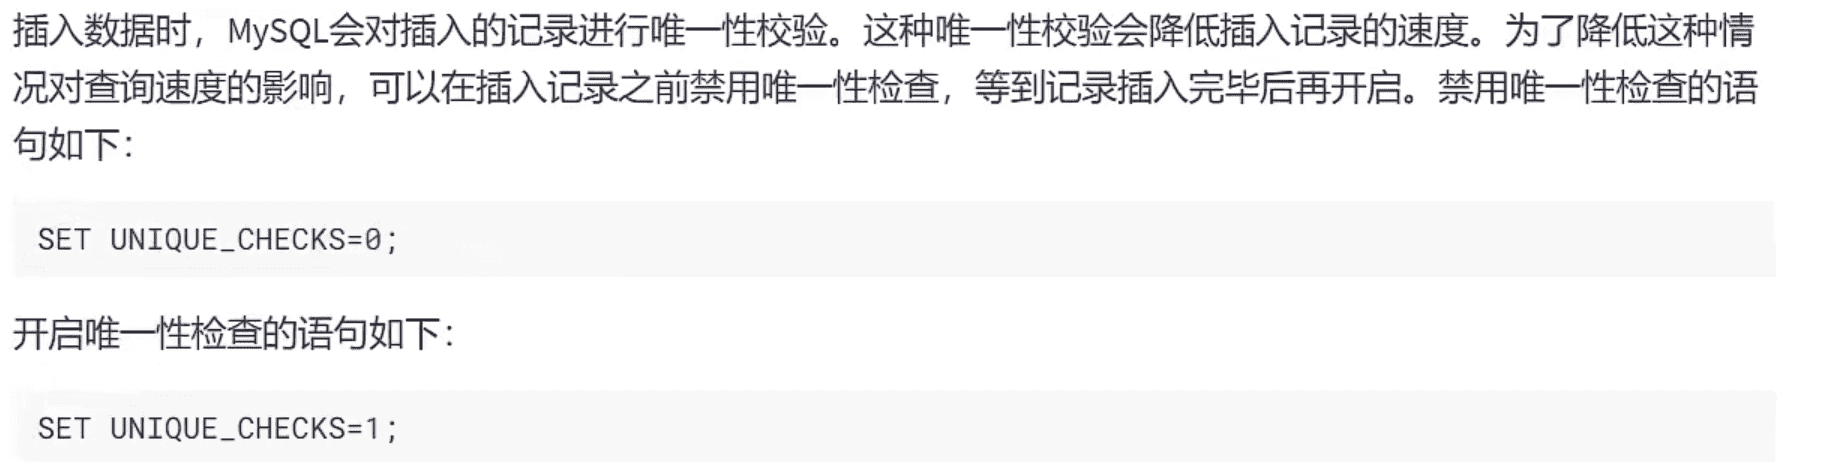 插入数据时，MySQL会对插入的记录进行唯一性校验。这种唯一性校验会降低插入记录的速度。为了降低这种情
况对查询速度的影响，可以在插入记录之前禁用唯一性检查，等到记录插入完毕后再开启。禁用唯一性检查的语
句如下：
SET UNIQUE_CHECKS=0;
开启唯一性检查的语句如下：
SET UNIQUE_CHECKS=1;